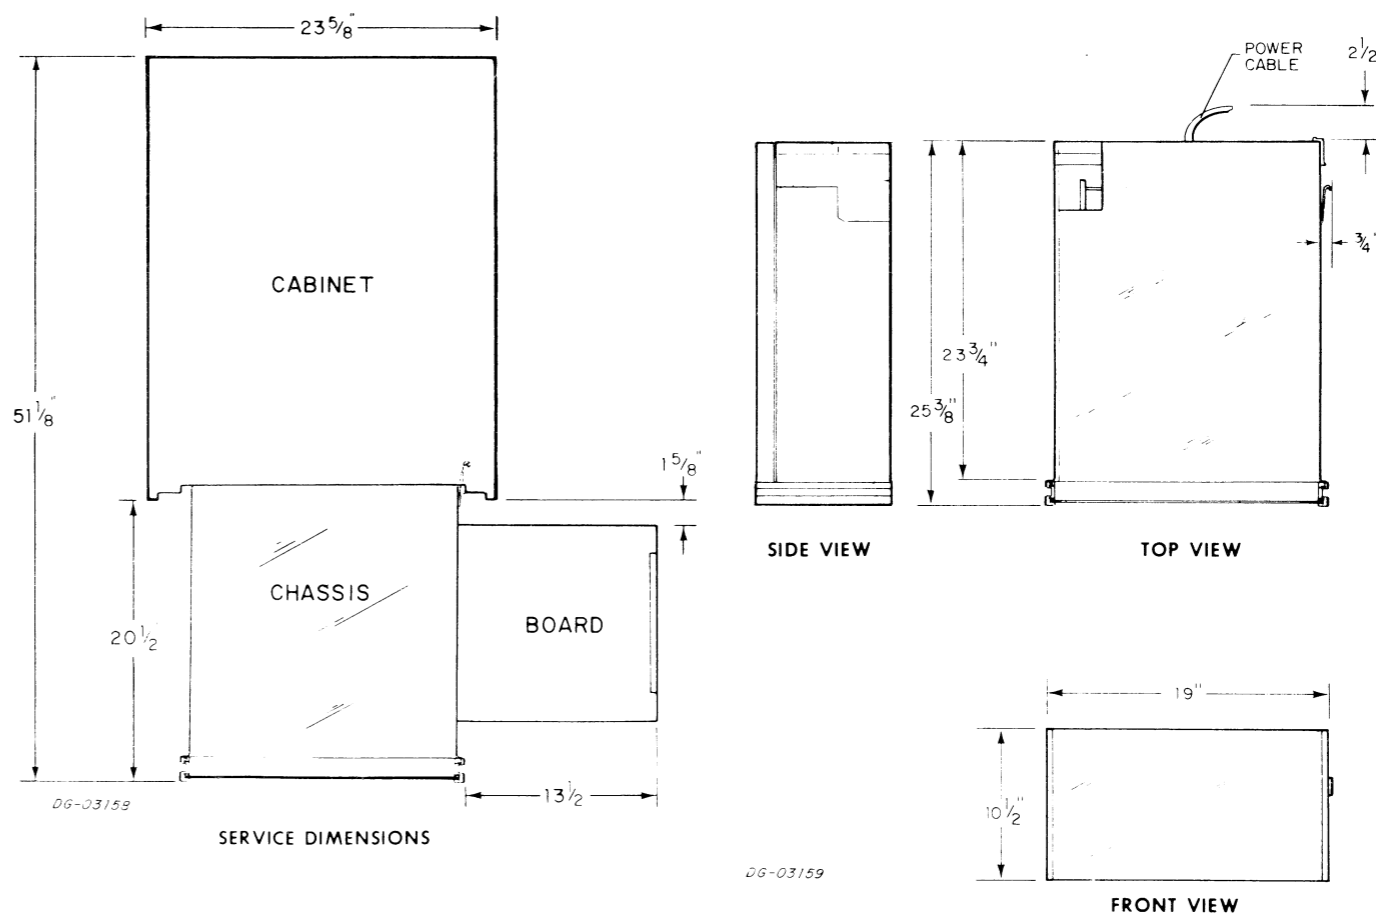 23 5/8"
51 1/8"
CABINET
1 5/8"
20 1/2
CHASSIS
BOARD
13 1/2
DG-03159
SERVICE DIMENSIONS
POWER
CABLE
2 1/2
3/4"
23 3/4"
25 3/8"
SIDE VIEW
TOP VIEW
19"
10 1/2"
DG-03159
FRONT VIEW